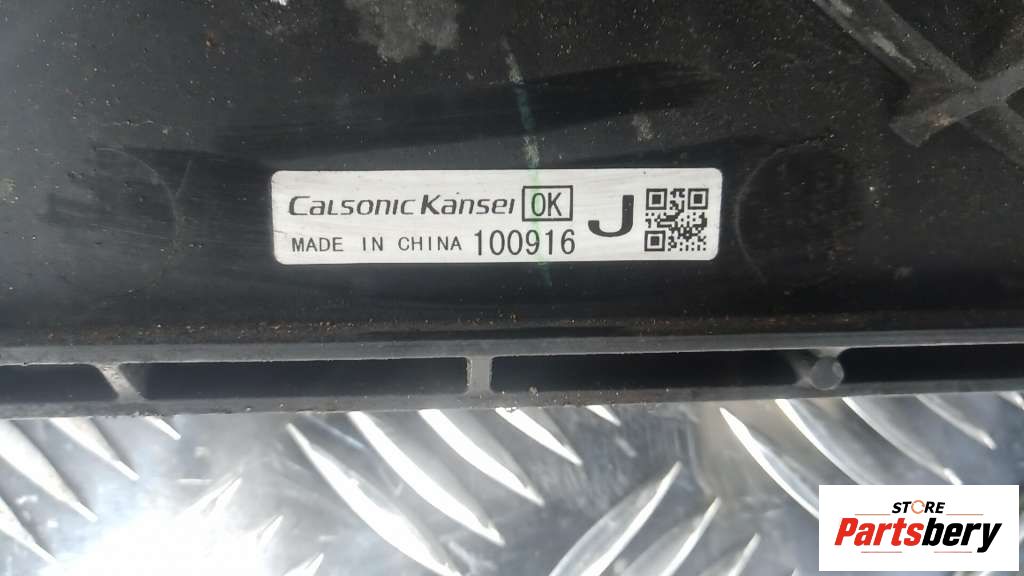 Calsonic Kansei OK J
MADE IN CHINA 100916
STORE
Partsbery